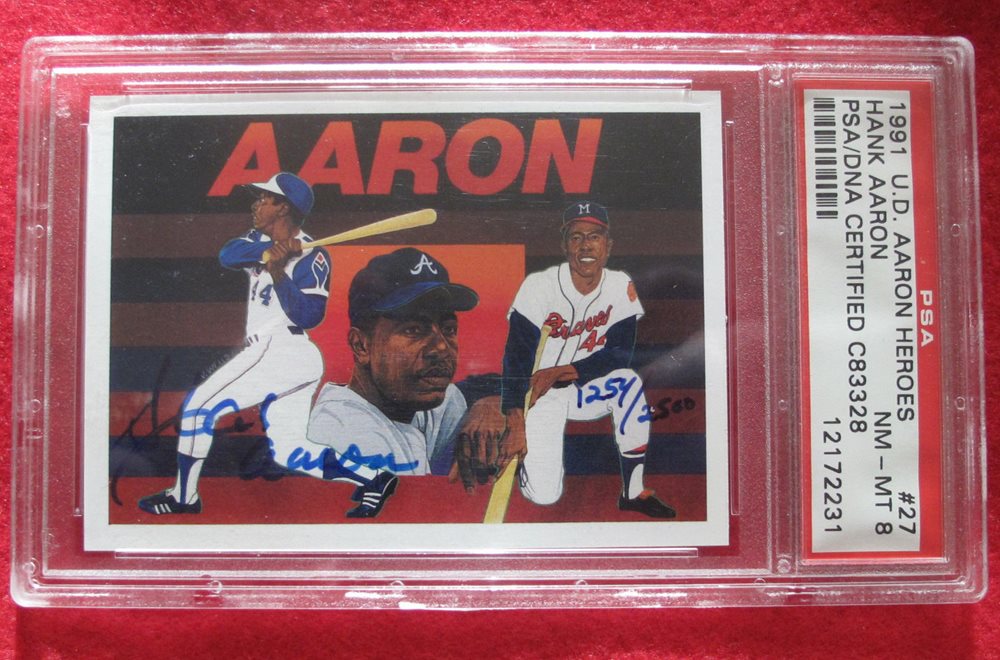 AARON
M
A
Braves
44
44
Hank Aaron
1254/2500
PSA
1991 U.D. AARON HEROES #27
HANK AARON NM-MT 8
PSA/DNA CERTIFIED C83328 12172231